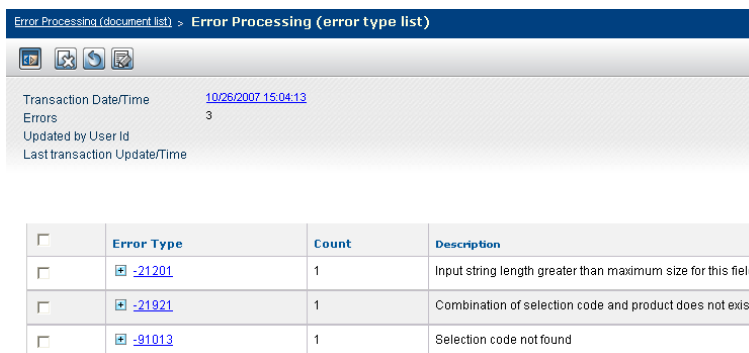 Error Processing (document list) > Error Processing (error type list)
Transaction Date/Time 10/26/2007 15:04:13
Errors 3
Updated by User Id
Last transaction Update/Time
Error Type Count Description
-21201 1 Input string length greater than maximum size for this fiel
-21921 1 Combination of selection code and product does not exis
-91013 1 Selection code not found